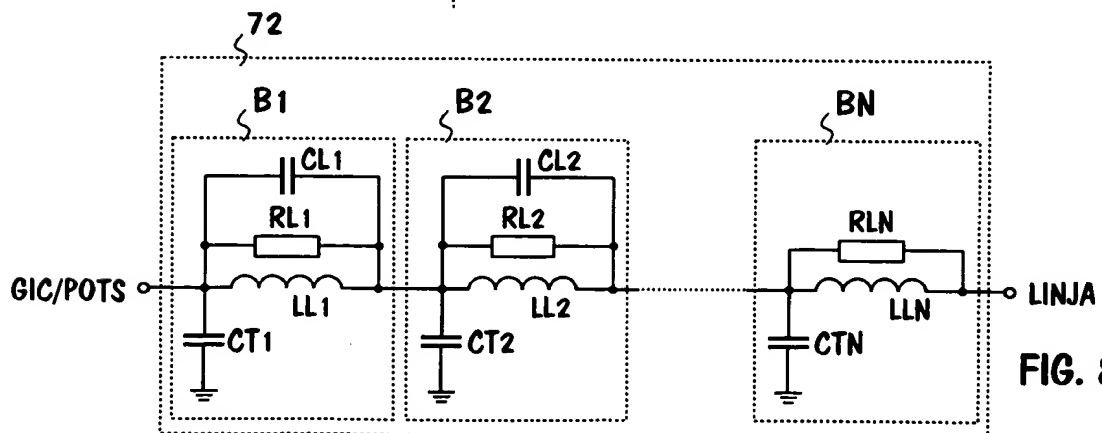 72
B1
B2
BN
CL1
CL2
RL1
RL2
RLN
GIC/POTS
LL1
LL2
LLN
LINJA
CT1
CT2
CTN
FIG.